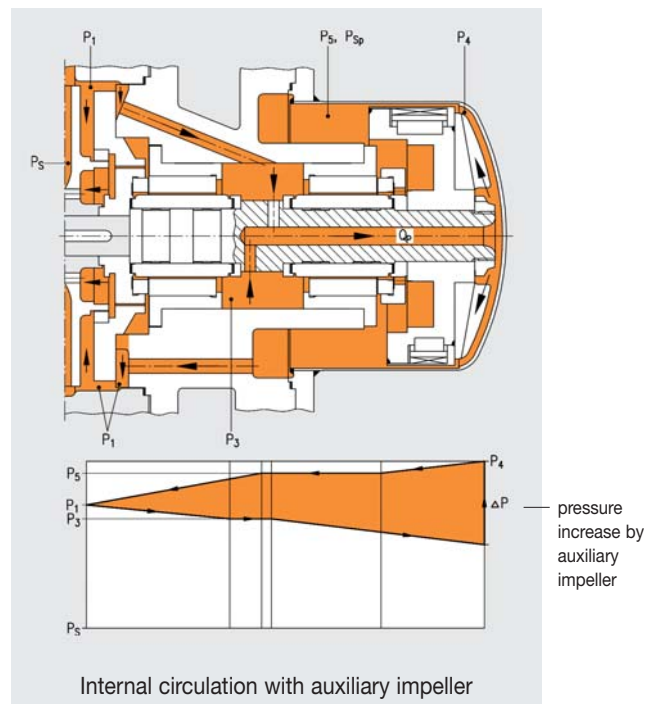 P1
P5, PSp
P4
PS
Qp
P1
P3
P5
P4
P1
ΔP
P3
PS
pressure
increase by
auxiliary
impeller
Internal circulation with auxiliary impeller